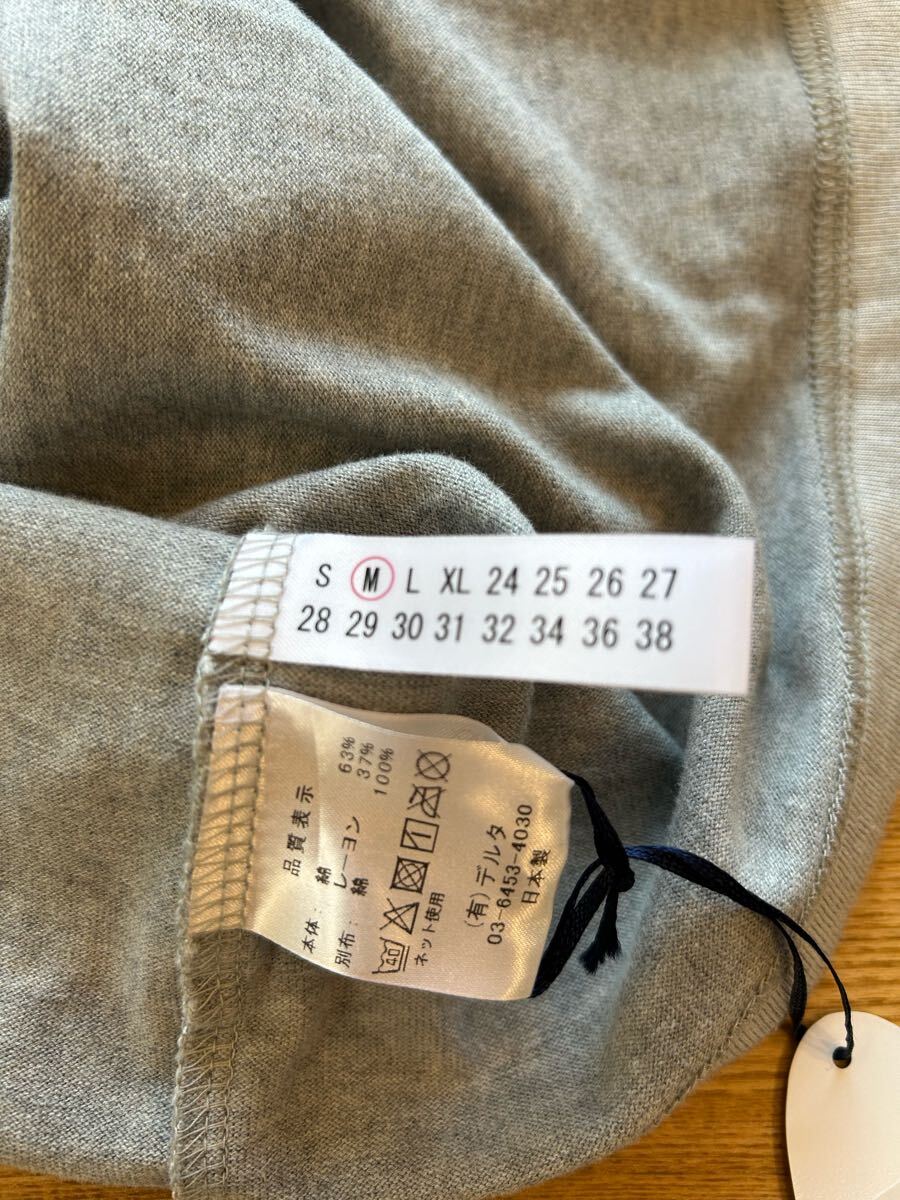 S M L XL 24 25 26 27
28 29 30 31 32 34 36 38
品質表示
本体: 綿 63%
レーヨン 37%
別布: 綿 100%
40
ネット使用
(有)デルタ
03-6453-4030
日本製